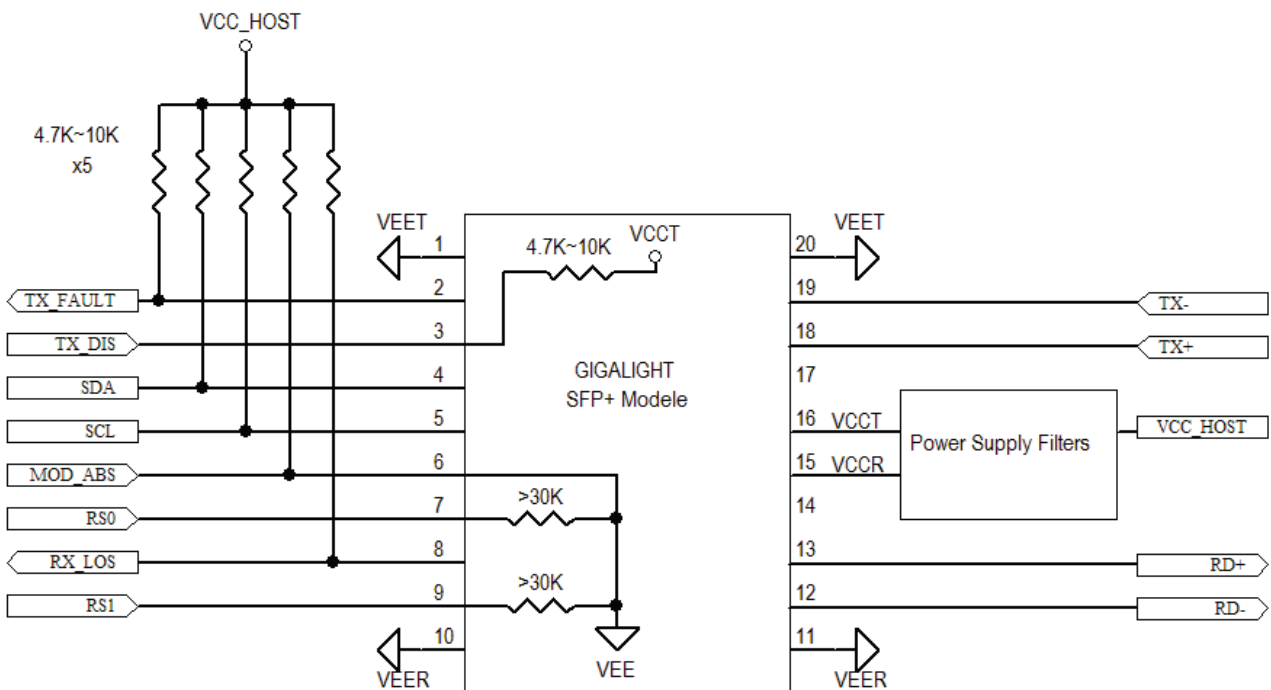 VCC_HOST
4.7K~10K
x5
VEET
1
4.7K~10K
VCCT
20
VEET
TX_FAULT
2
19
TX-
TX_DIS
3
18
TX+
SDA
4
GIGALIGHT
SFP+ Modele
17
SCL
5
16
VCCT
Power Supply Filters
VCC_HOST
MOD_ABS
6
15
VCCR
RS0
7
>30K
14
RX_LOS
8
13
RD+
RS1
9
>30K
12
RD-
10
VEER
VEE
11
VEER